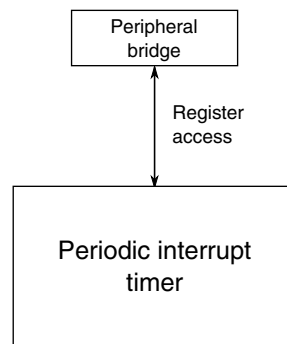 Peripheral
bridge
Register
access
Periodic interrupt
timer